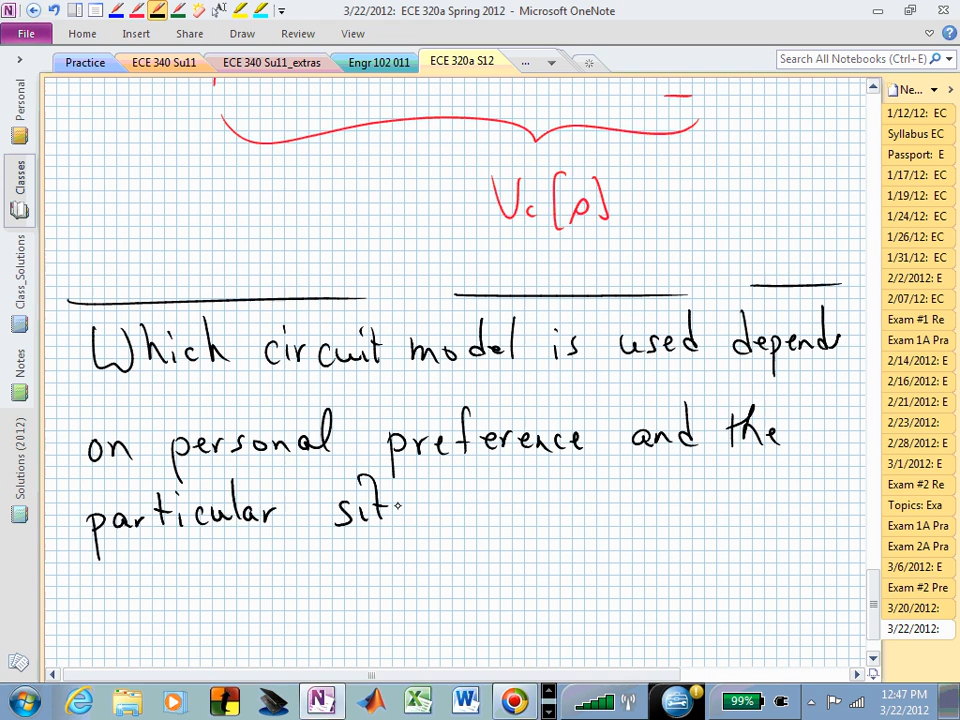 3/22/2012: ECE 320a Spring 2012 - Microsoft OneNote
File Home Insert Share Draw Review View
Practice ECE 340 Su11 ECE 340 Su11_extras Engr 102 011 ECE 320a S12 ... Search All Notebooks (Ctrl+E)
Personal
Classes
Class_Solutions
Notes
Solutions (2012)
Vc(s)
Which circuit model is used depends
on personal preference and the
particular sit
Ne...
1/12/12: EC
Syllabus EC
Passport: E
1/17/12: EC
1/19/12: EC
1/24/12: EC
1/26/12: EC
1/31/12: EC
2/2/2012: E
2/07/12: EC
Exam #1 Re
Exam 1A Pra
2/14/2012: E
2/16/2012: E
2/21/2012: E
2/23/2012: E
2/28/2012: E
3/1/2012: E
Exam #2 Re
Topics: Exa
Exam 1A Pra
Exam 2A Pra
3/6/2012: E
Exam #2 Pre
3/20/2012:
3/22/2012:
99%
12:47 PM
3/22/2012